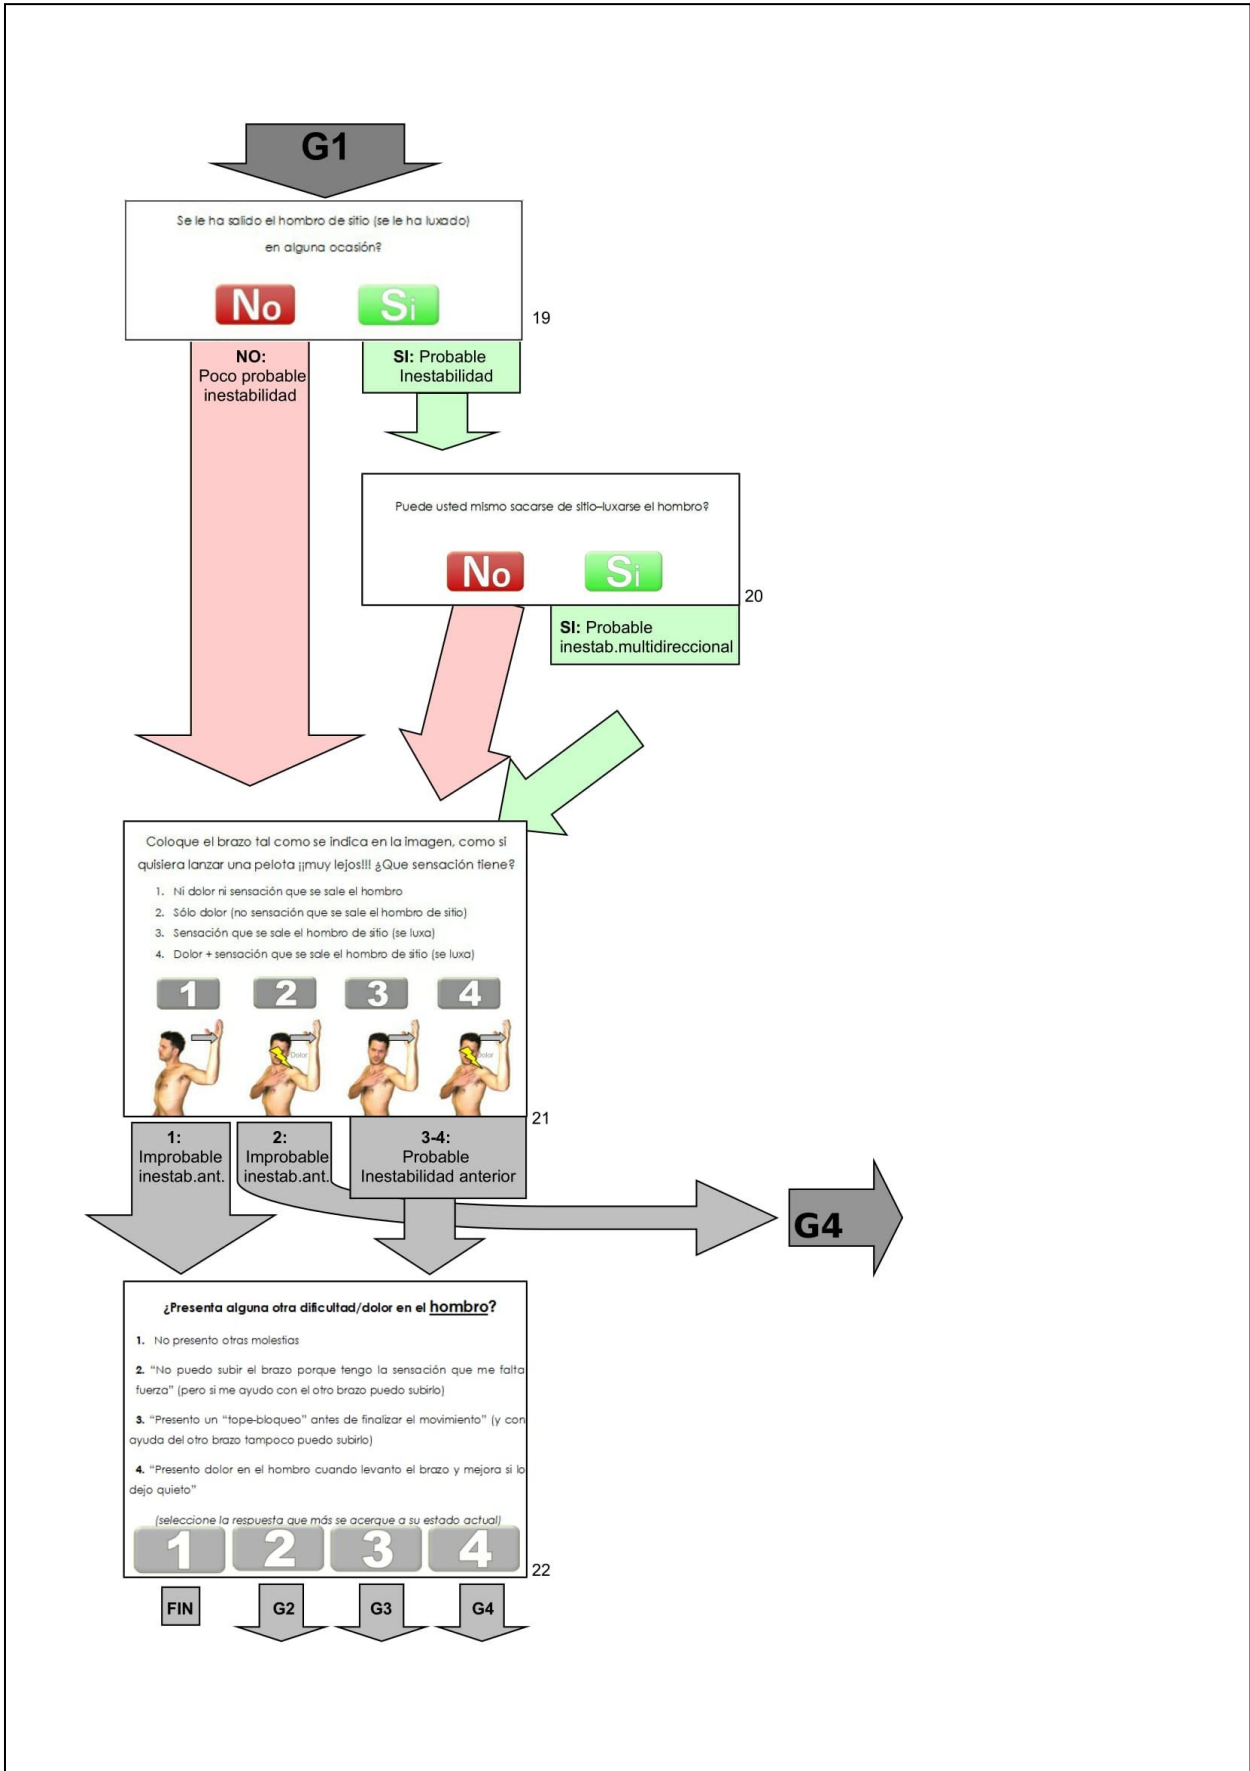 G1
Se le ha salido el hombro de sitio (se le ha luxado)
en alguna ocasión?
No Si
19
NO:
Poco probable
inestabilidad
SI: Probable
Inestabilidad
Puede usted mismo sacarse de sitio–luxarse el hombro?
No Si
20
SI: Probable
inestab.multidireccional
Coloque el brazo tal como se indica en la imagen, como si
quisiera lanzar una pelota ¡¡muy lejos!!! ¿Que sensación tiene?
1. Ni dolor ni sensación que se sale el hombro
2. Sólo dolor (no sensación que se sale el hombro de sitio)
3. Sensación que se sale el hombro de sitio (se luxa)
4. Dolor + sensación que se sale el hombro de sitio (se luxa)
1 2 3 4
Dolor Dolor
21
1:
Improbable
inestab.ant.
2:
Improbable
inestab.ant.
3-4:
Probable
Inestabilidad anterior
G4
¿Presenta alguna otra dificultad/dolor en el hombro?
1. No presento otras molestias
2. “No puedo subir el brazo porque tengo la sensación que me falta
fuerza” (pero si me ayudo con el otro brazo puedo subirlo)
3. “Presento un “tope-bloqueo” antes de finalizar el movimiento” (y con
ayuda del otro brazo tampoco puedo subirlo)
4. “Presento dolor en el hombro cuando levanto el brazo y mejora si lo
dejo quieto”
(seleccione la respuesta que más se acerque a su estado actual)
1 2 3 4
22
FIN G2 G3 G4